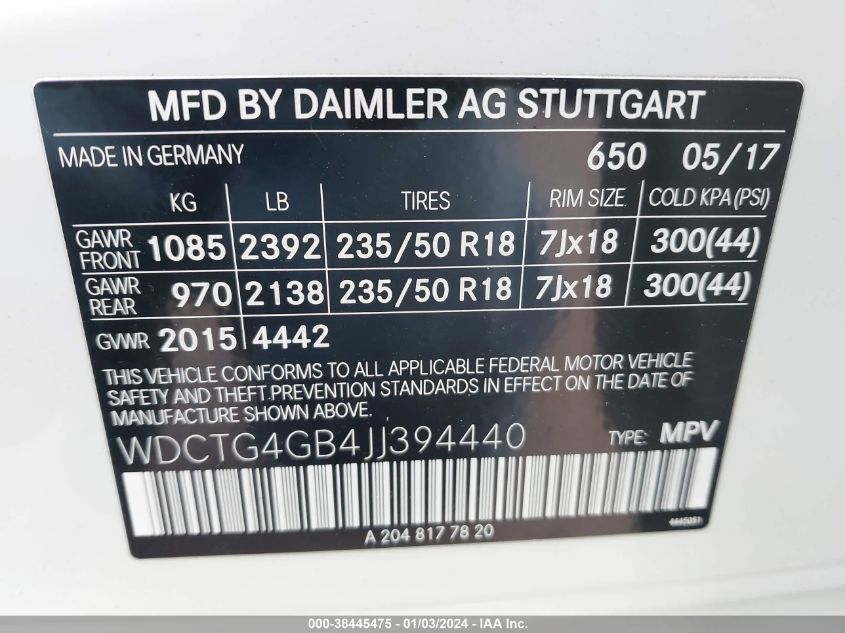 MFD BY DAIMLER AG STUTTGART
MADE IN GERMANY 650 05/17
KG LB TIRES RIM SIZE. COLD KPA (PSI)
GAWR FRONT 1085 2392 235/50 R18 7Jx18 300(44)
GAWR REAR 970 2138 235/50 R18 7Jx18 300(44)
GVWR 2015 4442
THIS VEHICLE CONFORMS TO ALL APPLICABLE FEDERAL MOTOR VEHICLE
SAFETY AND THEFT PREVENTION STANDARDS IN EFFECT ON THE DATE OF
MANUFACTURE SHOWN ABOVE.
WDCTG4GB4JJ394440 TYPE: MPV
A 204 817 78 20 4445051
000-38445475 - 01/03/2024 - IAA Inc.